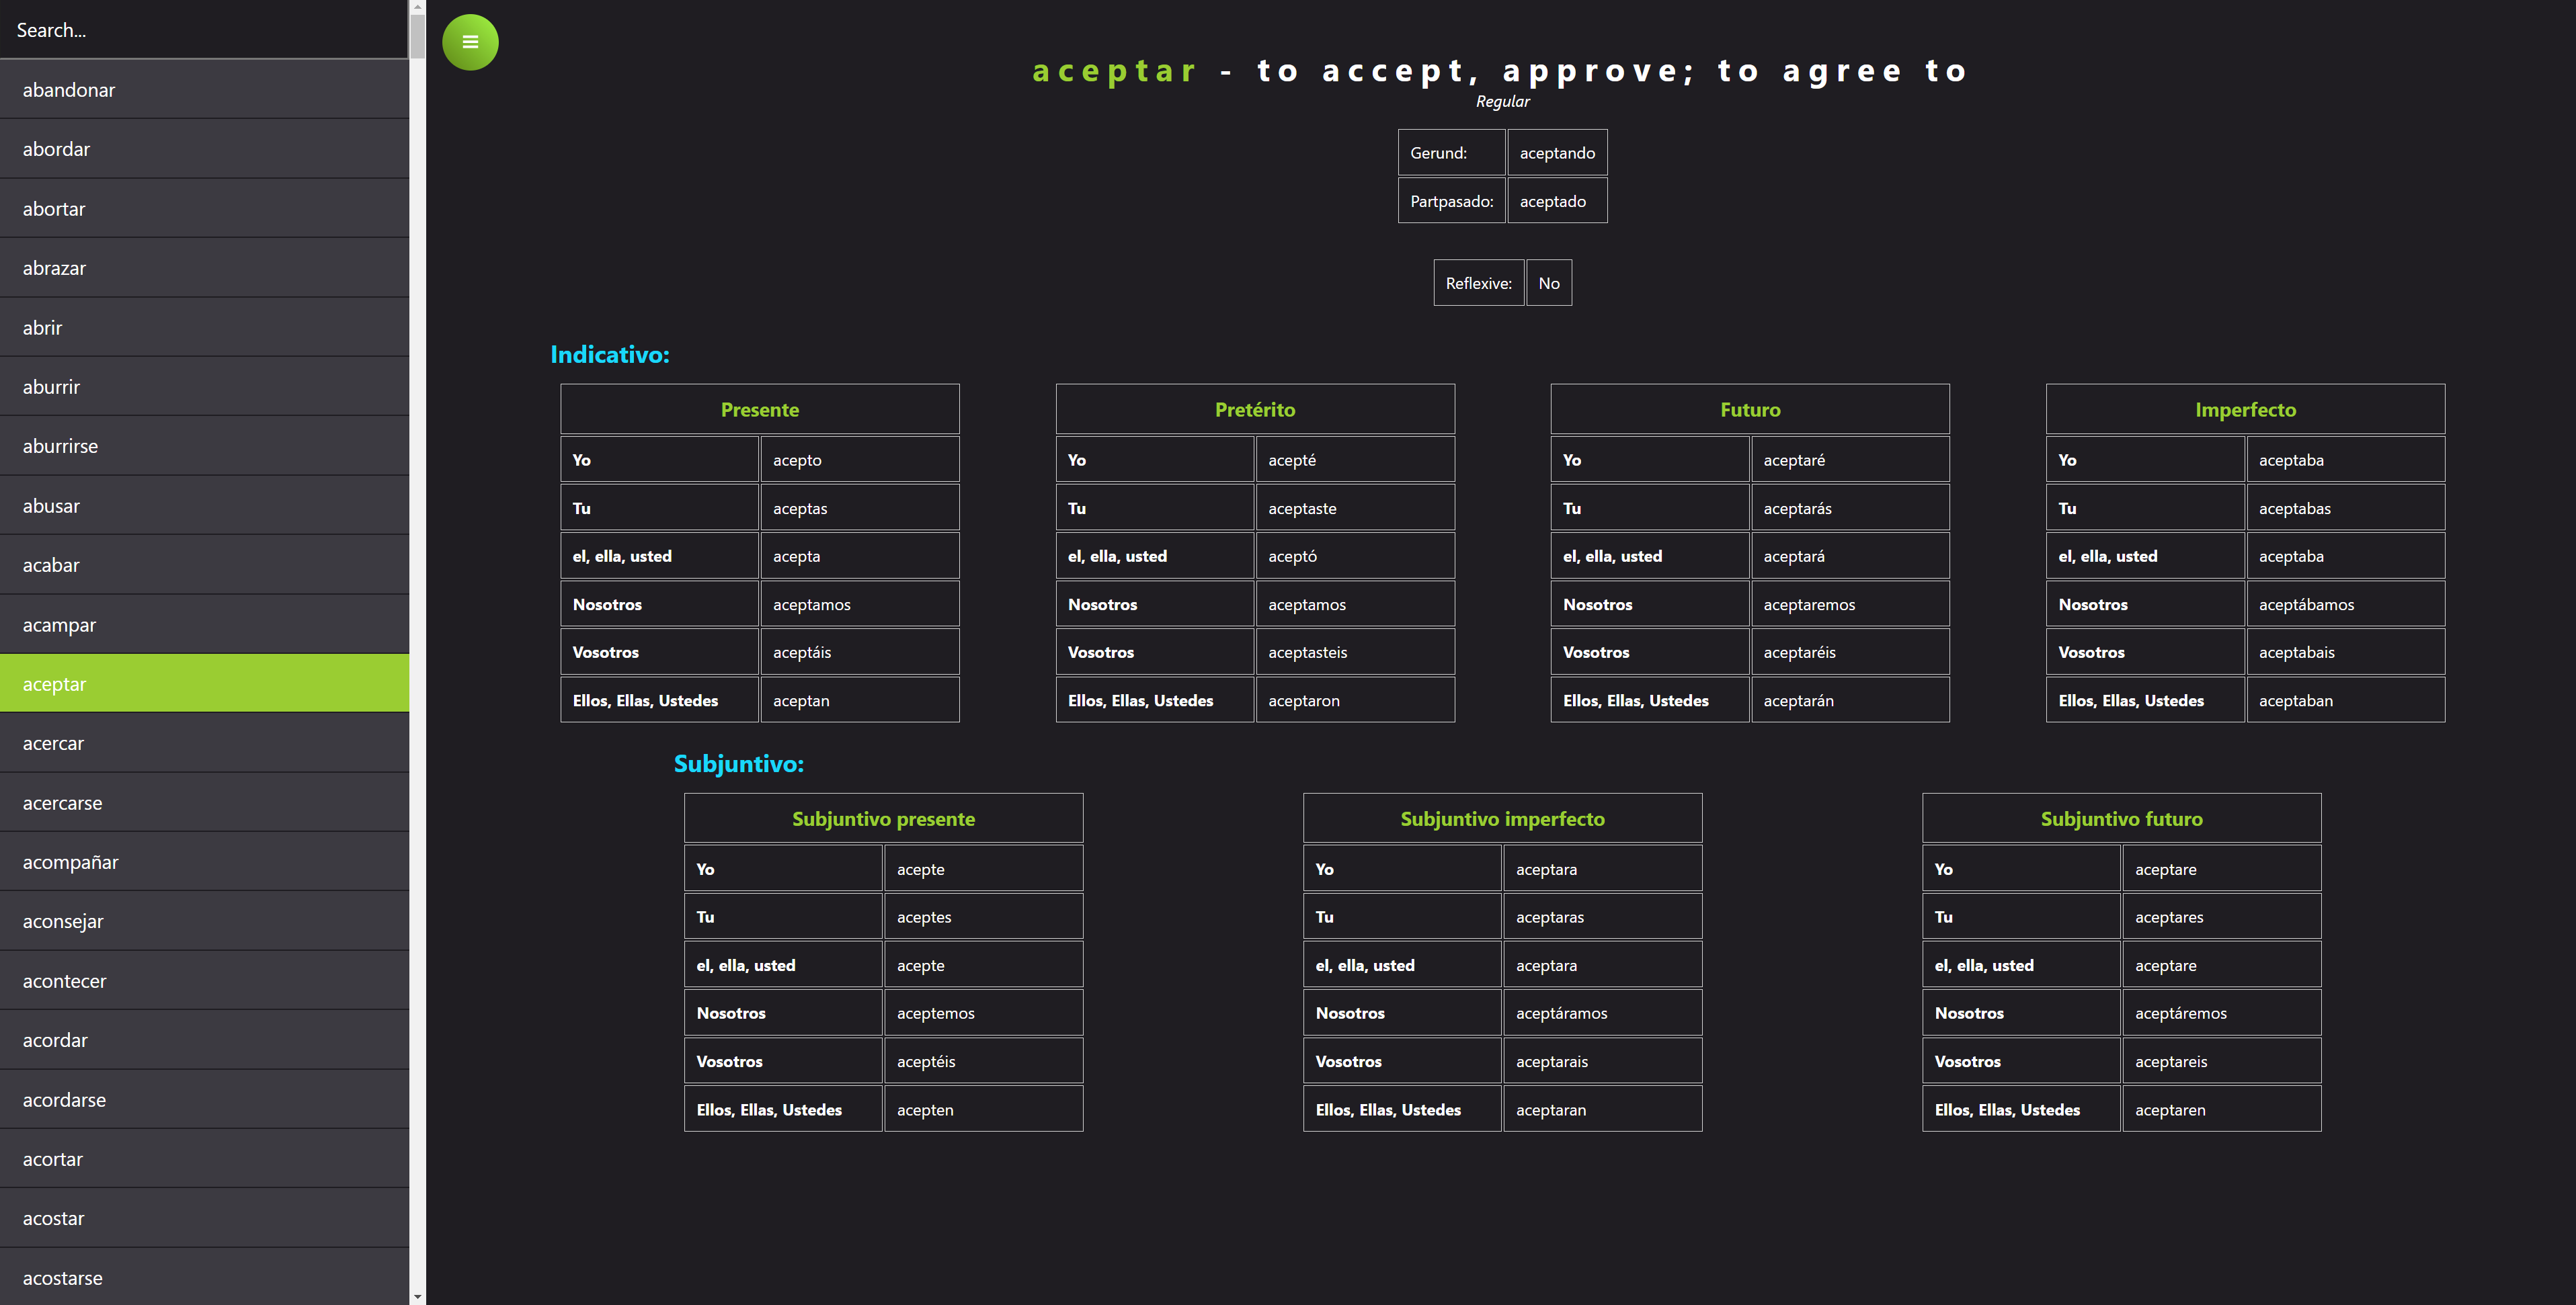 Search...
abandonar
abordar
abortar
abrazar
abrir
aburrir
aburrirse
abusar
acabar
acampar
aceptar
acercar
acercarse
acompañar
aconsejar
acontecer
acordar
acordarse
acortar
acostar
acostarse
aceptar - to accept, approve; to agree to
Regular
Gerund: aceptando
Partpasado: aceptado
Reflexive: No
Indicativo:
Presente
Yo acepto
Tu aceptas
el, ella, usted acepta
Nosotros aceptamos
Vosotros aceptáis
Ellos, Ellas, Ustedes aceptan
Pretérito
Yo acepté
Tu aceptaste
el, ella, usted aceptó
Nosotros aceptamos
Vosotros aceptasteis
Ellos, Ellas, Ustedes aceptaron
Futuro
Yo aceptaré
Tu aceptarás
el, ella, usted aceptará
Nosotros aceptaremos
Vosotros aceptaréis
Ellos, Ellas, Ustedes aceptarán
Imperfecto
Yo aceptaba
Tu aceptabas
el, ella, usted aceptaba
Nosotros aceptábamos
Vosotros aceptabais
Ellos, Ellas, Ustedes aceptaban
Subjuntivo:
Subjuntivo presente
Yo acepte
Tu aceptes
el, ella, usted acepte
Nosotros aceptemos
Vosotros aceptéis
Ellos, Ellas, Ustedes acepten
Subjuntivo imperfecto
Yo aceptara
Tu aceptaras
el, ella, usted aceptara
Nosotros aceptáramos
Vosotros aceptarais
Ellos, Ellas, Ustedes aceptaran
Subjuntivo futuro
Yo aceptare
Tu aceptares
el, ella, usted aceptare
Nosotros aceptáremos
Vosotros aceptareis
Ellos, Ellas, Ustedes aceptaren